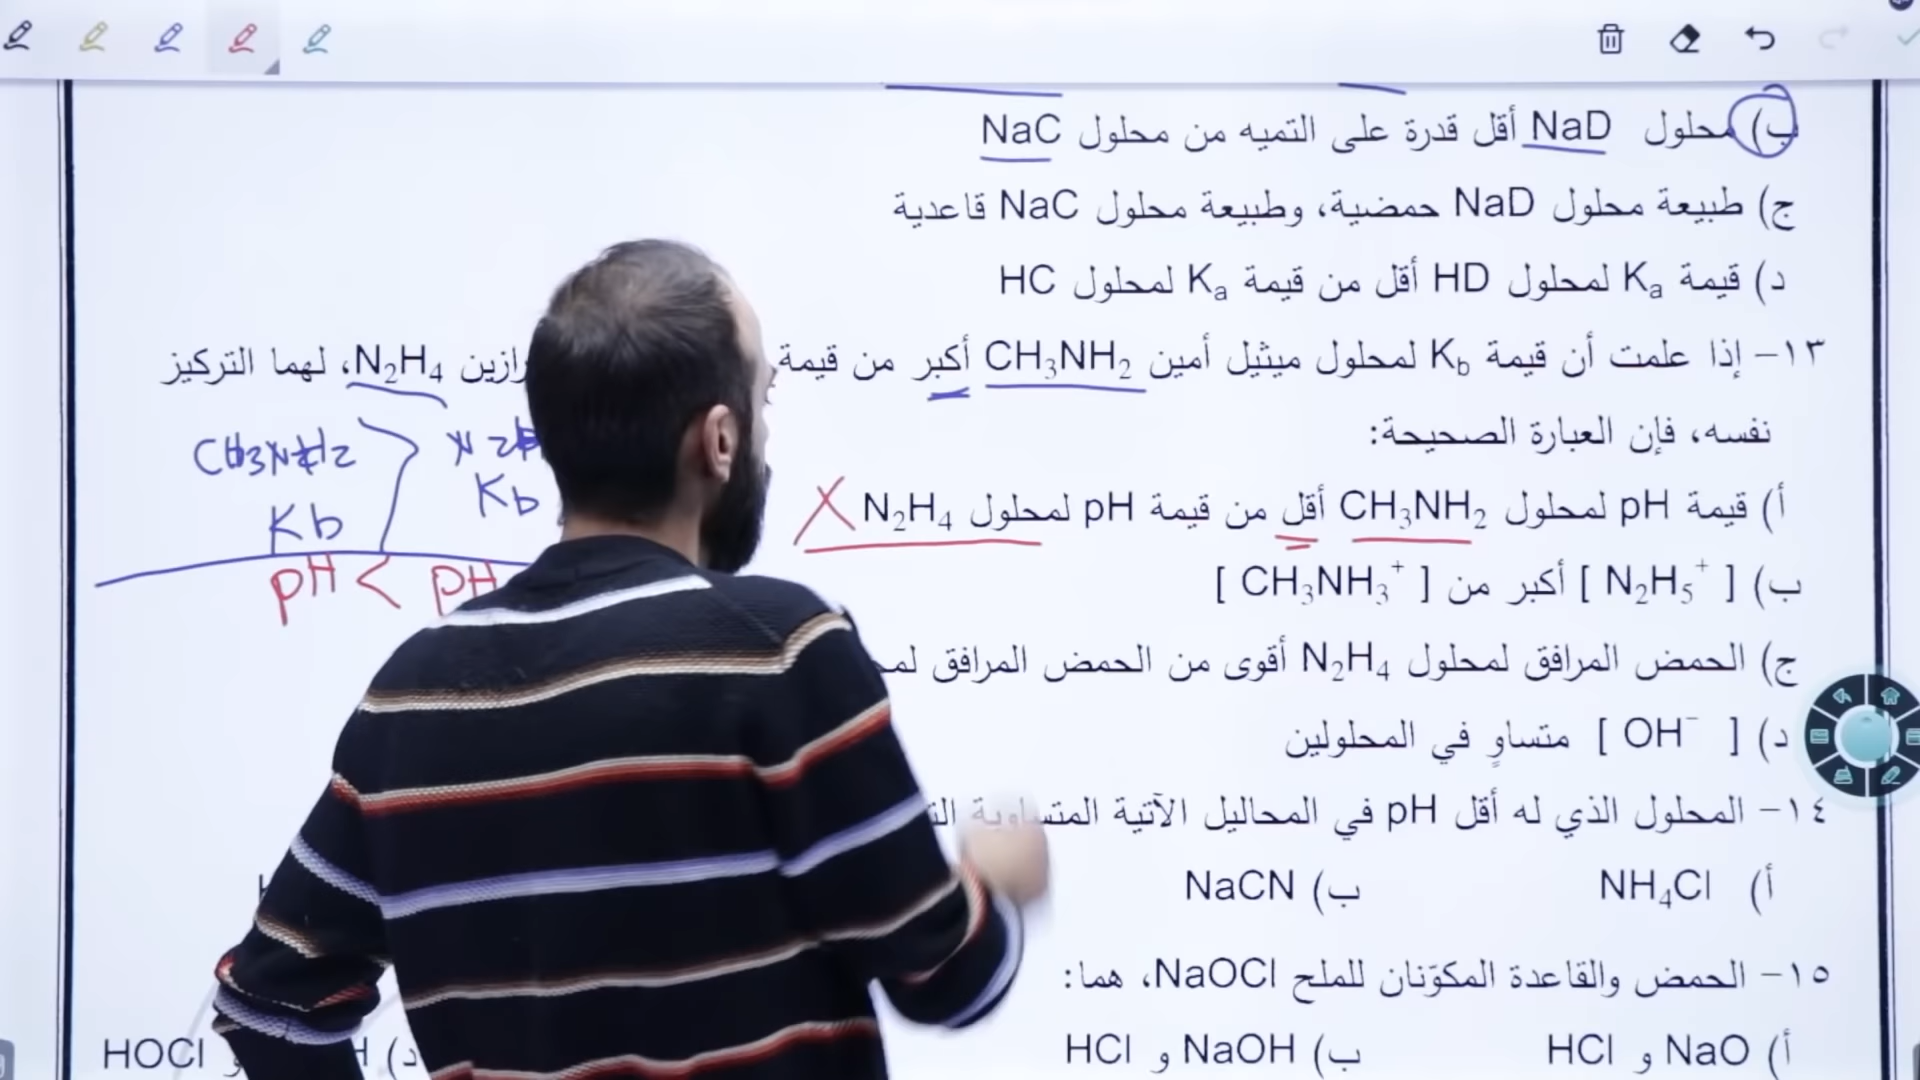 ب) محلول NaD أقل قدرة على التميه من محلول NaC
ج) طبيعة محلول NaD حمضية، وطبيعة محلول NaC قاعدية
د) قيمة Ka لمحلول HD أقل من قيمة Ka لمحلول HC
١٣- إذا علمت أن قيمة Kb لمحلول ميثيل أمين CH3NH2 أكبر من قيمة N2H4، لهما التركيز
نفسه، فإن العبارة الصحيحة:
CH3NH2
Kb Kb
أ) قيمة pH لمحلول CH3NH2 أقل من قيمة pH لمحلول N2H4 X
pH < pH
ب) [ N2H5+ ] أكبر من [ CH3NH3+ ]
ج) الحمض المرافق لمحلول N2H4 أقوى من الحمض المرافق
د) [ OH- ] متساوٍ في المحلولين
١٤- المحلول الذي له أقل pH في المحاليل الآتية المتساوية
أ) NH4Cl ب) NaCN
١٥- الحمض والقاعدة المكوّنان للملح NaOCl، هما:
أ) NaO و HCl ب) NaOH و HCl د) و HOCl